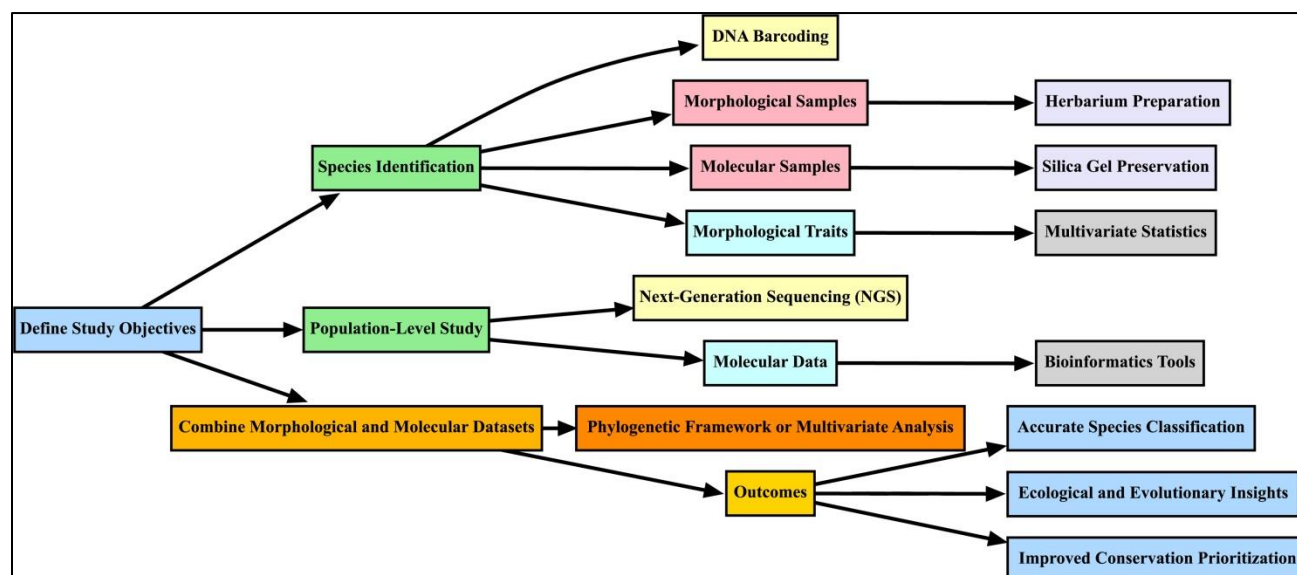 DNA Barcoding
Morphological Samples
Herbarium Preparation
Species Identification
Molecular Samples
Silica Gel Preservation
Morphological Traits
Multivariate Statistics
Next-Generation Sequencing (NGS)
Define Study Objectives
Population-Level Study
Molecular Data
Bioinformatics Tools
Combine Morphological and Molecular Datasets
Phylogenetic Framework or Multivariate Analysis
Accurate Species Classification
Outcomes
Ecological and Evolutionary Insights
Improved Conservation Prioritization